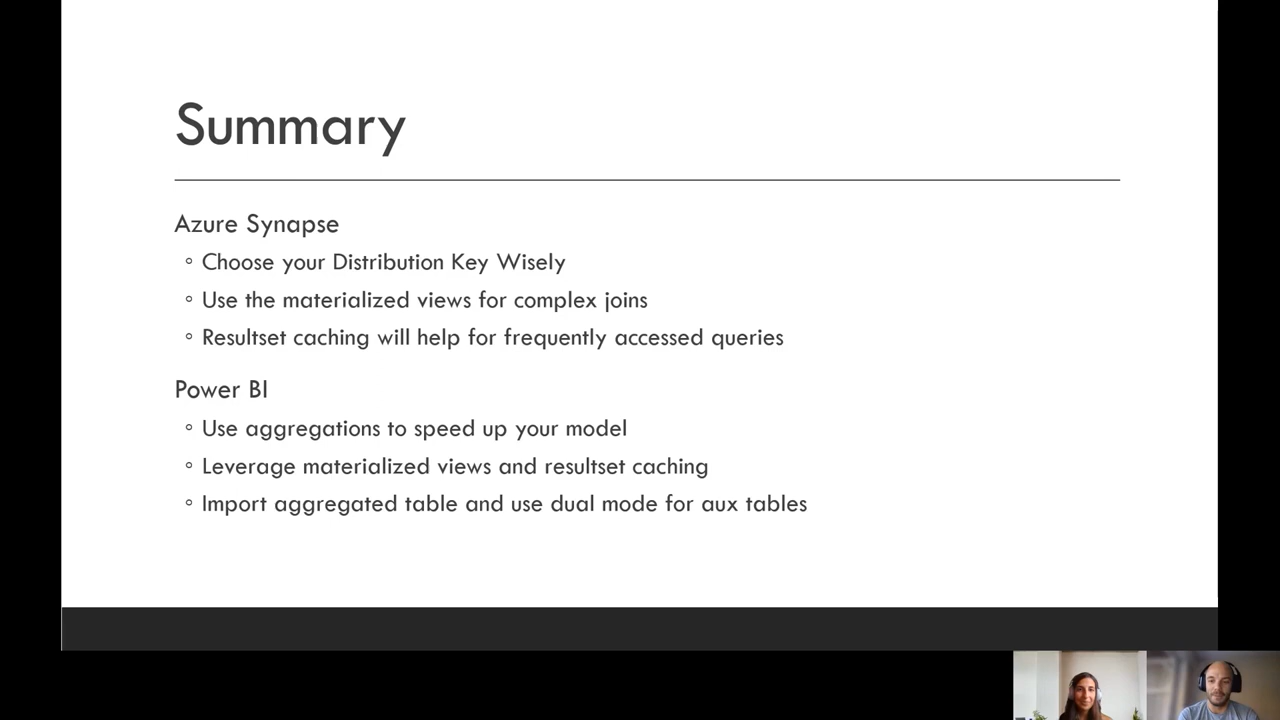 Summary
Azure Synapse
◦ Choose your Distribution Key Wisely
◦ Use the materialized views for complex joins
◦ Resultset caching will help for frequently accessed queries
Power BI
◦ Use aggregations to speed up your model
◦ Leverage materialized views and resultset caching
◦ Import aggregated table and use dual mode for aux tables